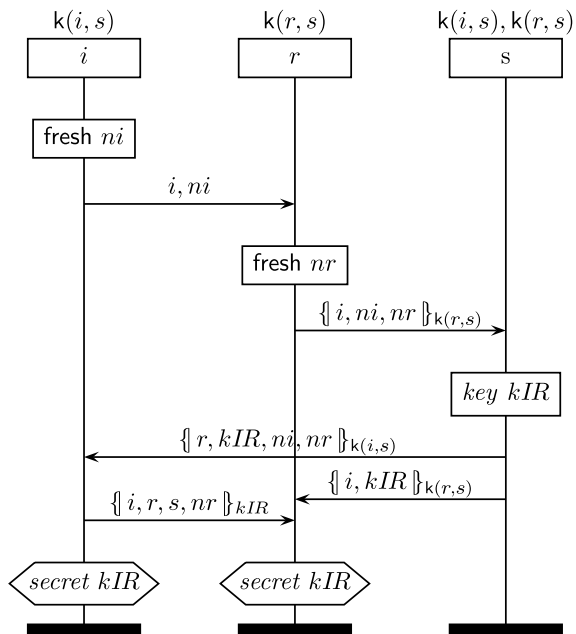 k(i, s) k(r, s) k(i, s), k(r, s)
i r s
fresh ni
i, ni
fresh nr
{| i, ni, nr |}k(r,s)
key kIR
{| r, kIR, ni, nr |}k(i,s)
{| i, kIR |}k(r,s)
{| i, r, s, nr |}kIR
secret kIR secret kIR